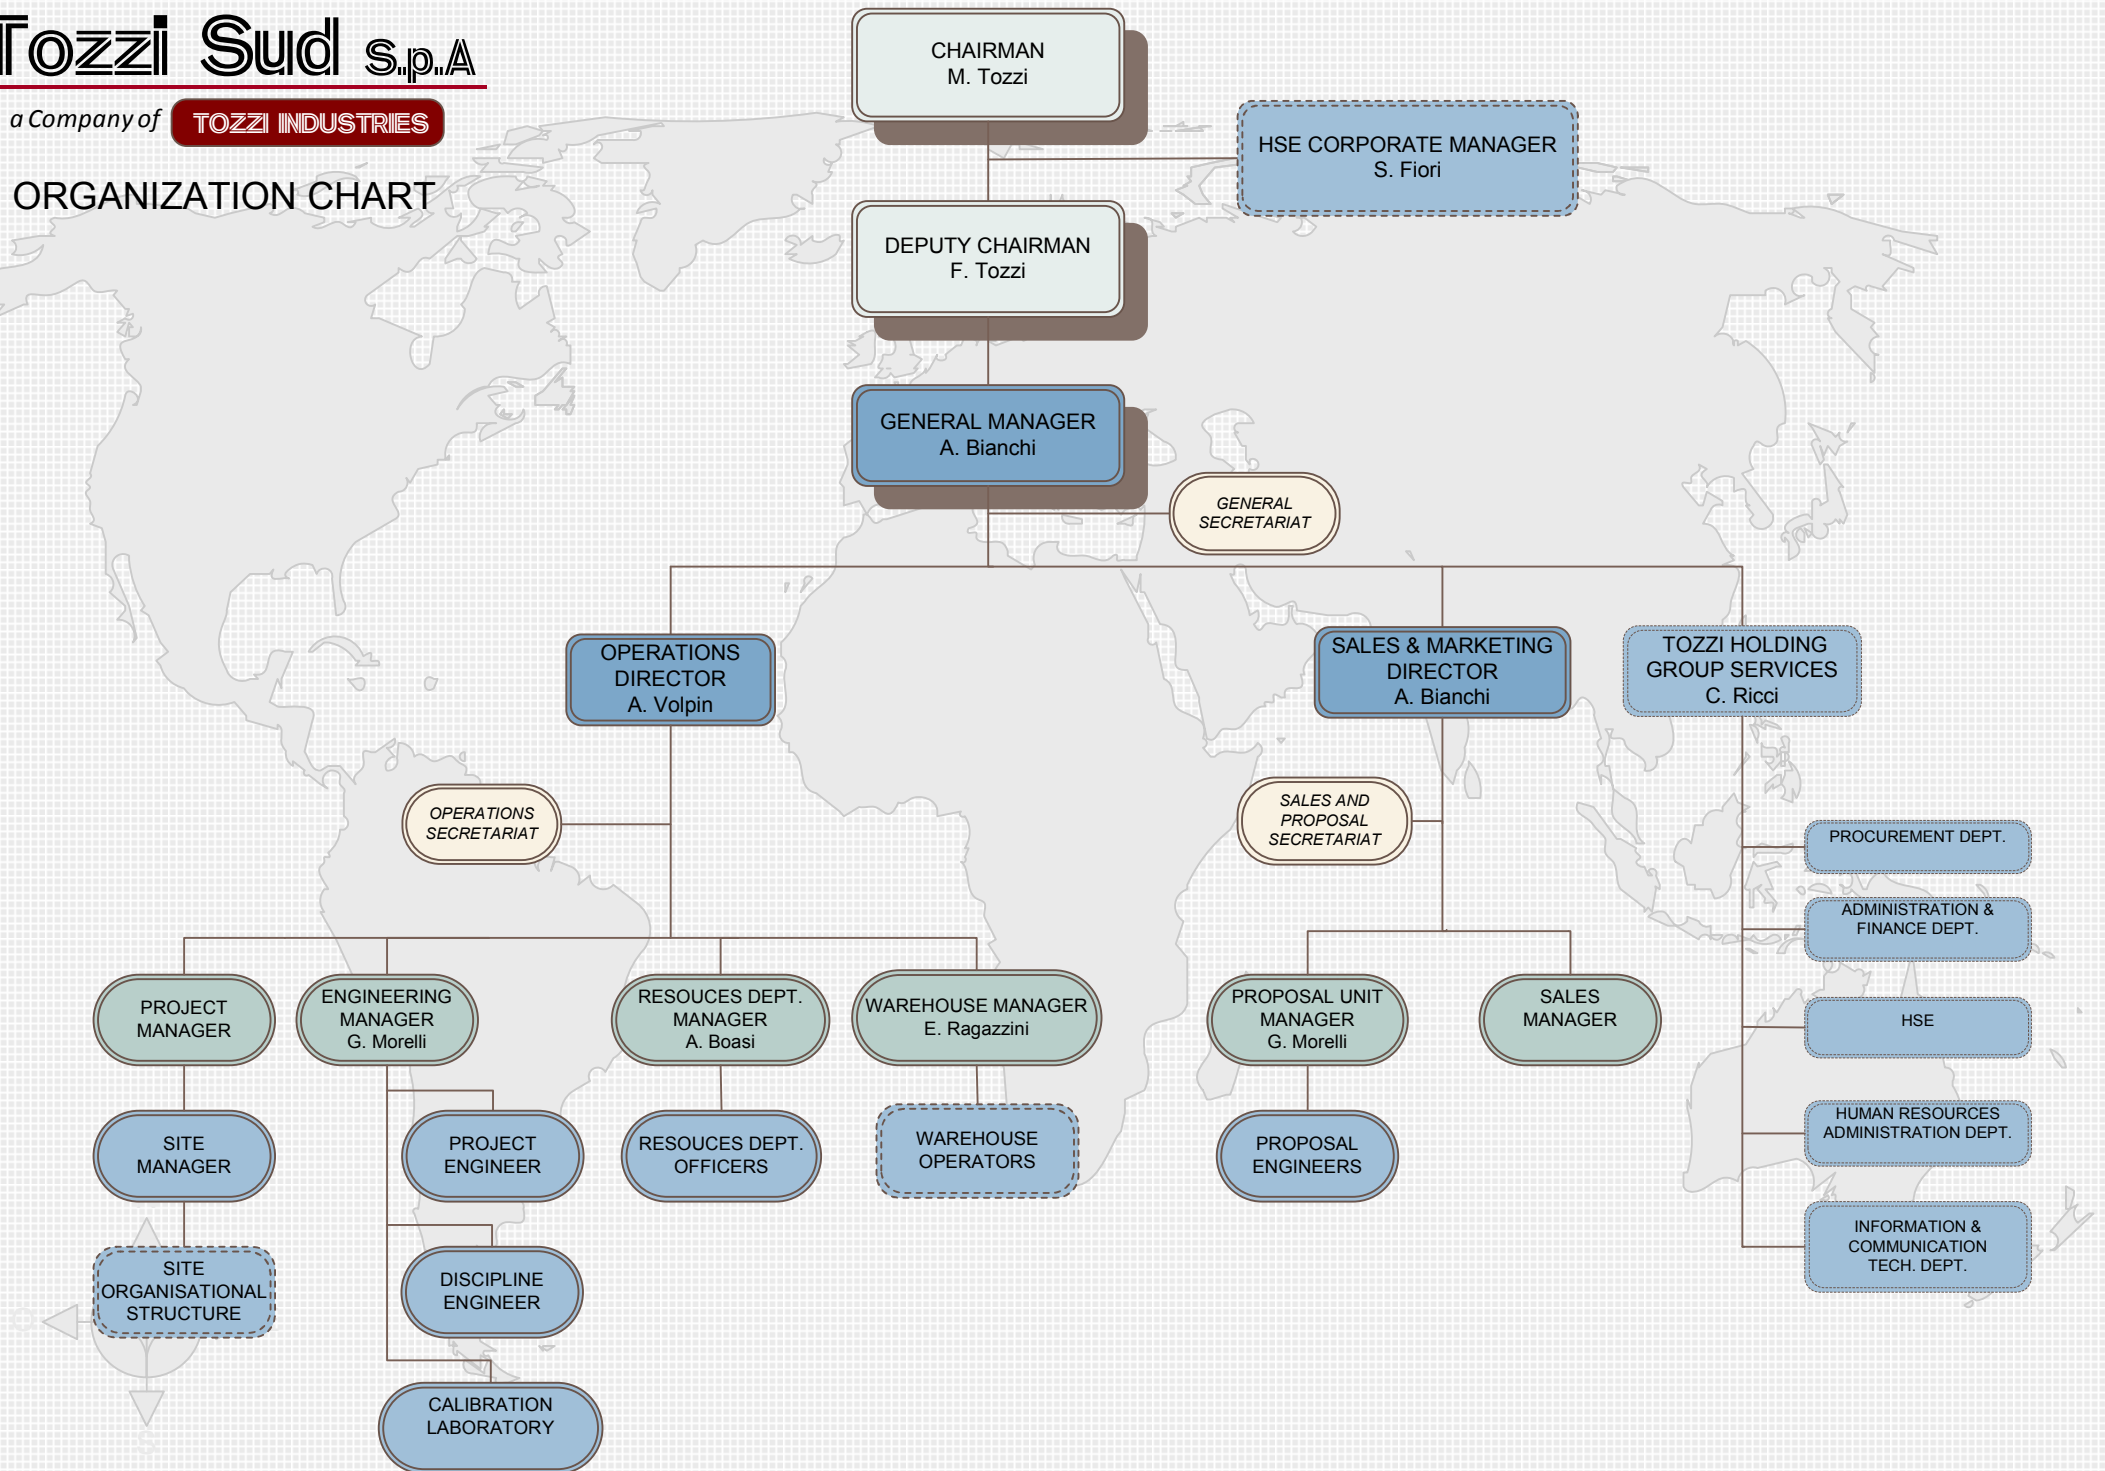 Tozzi Sud S.p.A
a Company of TOZZI INDUSTRIES
ORGANIZATION CHART
CHAIRMAN
M. Tozzi
HSE CORPORATE MANAGER
S. Fiori
DEPUTY CHAIRMAN
F. Tozzi
GENERAL MANAGER
A. Bianchi
GENERAL
SECRETARIAT
OPERATIONS
DIRECTOR
A. Volpin
SALES & MARKETING
DIRECTOR
A. Bianchi
TOZZI HOLDING
GROUP SERVICES
C. Ricci
OPERATIONS
SECRETARIAT
SALES AND
PROPOSAL
SECRETARIAT
PROCUREMENT DEPT.
ADMINISTRATION &
FINANCE DEPT.
HSE
HUMAN RESOURCES
ADMINISTRATION DEPT.
INFORMATION &
COMMUNICATION
TECH. DEPT.
PROJECT
MANAGER
ENGINEERING
MANAGER
G. Morelli
RESOUCES DEPT.
MANAGER
A. Boasi
WAREHOUSE MANAGER
E. Ragazzini
PROPOSAL UNIT
MANAGER
G. Morelli
SALES
MANAGER
SITE
MANAGER
PROJECT
ENGINEER
RESOUCES DEPT.
OFFICERS
WAREHOUSE
OPERATORS
PROPOSAL
ENGINEERS
SITE
ORGANISATIONAL
STRUCTURE
DISCIPLINE
ENGINEER
CALIBRATION
LABORATORY
O
S